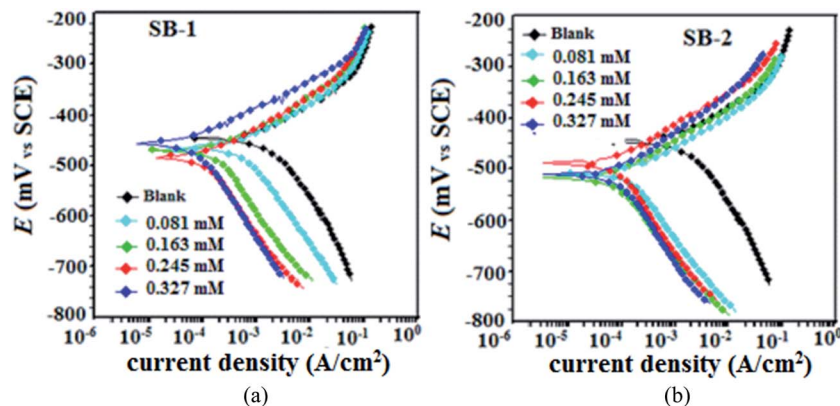 SB-1
E (mV vs SCE)
-200
-300
-400
-500
-600
-700
-800
Blank
0.081 mM
0.163 mM
0.245 mM
0.327 mM
10-6 10-5 10-4 10-3 10-2 10-1 100
current density (A/cm2)
(a)
SB-2
E (mV vs SCE)
-200
-300
-400
-500
-600
-700
-800
Blank
0.081 mM
0.163 mM
0.245 mM
0.327 mM
10-6 10-5 10-4 10-3 10-2 10-1 100
current density (A/cm2)
(b)